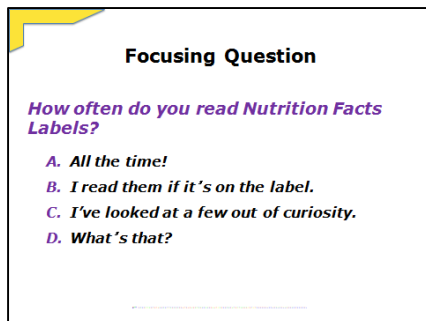 Focusing Question
How often do you read Nutrition Facts
Labels?
A. All the time!
B. I read them if it's on the label.
C. I've looked at a few out of curiosity.
D. What's that?